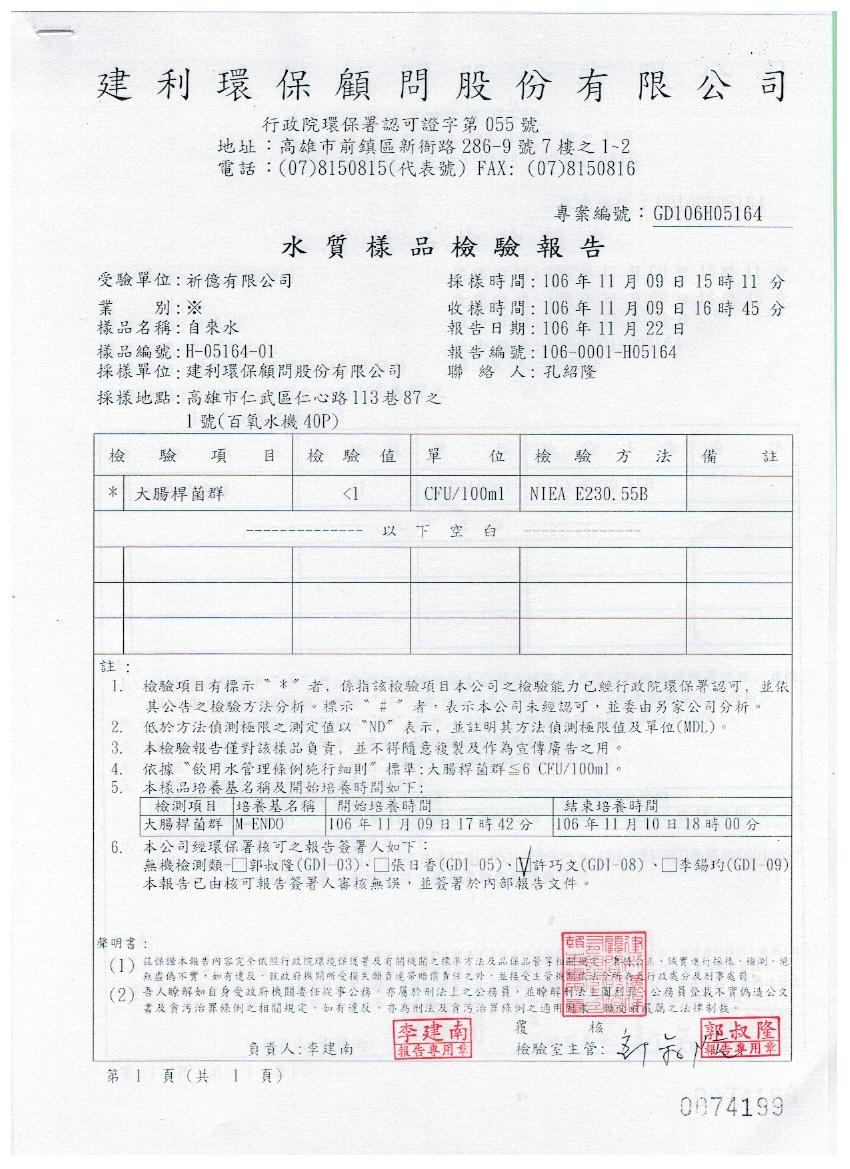 建利環保顧問股份有限公司
行政院環保署認可證字第 055 號
地址：高雄市前鎮區新衙路 286-9 號 7 樓之 1~2
電話：(07)8150815(代表號) FAX: (07)8150816
專案編號：GD106H05164
水質樣品檢驗報告
受驗單位:祈億有限公司 採樣時間:106 年 11 月 09 日 15 時 11 分
業 別:※ 收樣時間:106 年 11 月 09 日 16 時 45 分
樣品名稱:自來水 報告日期:106 年 11 月 22 日
樣品編號:H-05164-01 報告編號:106-0001-H05164
採樣單位:建利環保顧問股份有限公司 聯 絡 人:孔紹隆
採樣地點:高雄市仁武區仁心路 113 巷 87 之
1 號(百氧水機 40P)
檢 驗 項 目 檢 驗 值 單 位 檢 驗 方 法 備 註
* 大腸桿菌群 <1 CFU/100ml NIEA E230.55B
-------------- 以 下 空 白 --------------
註：
1. 檢驗項目有標示〝*〞者, 係指該檢驗項目本公司之檢驗能力已經行政院環保署認可, 並依
其公告之檢驗方法分析。標示〝#〞者, 表示本公司未經認可, 並委由另家公司分析。
2. 低於方法偵測極限之測定值以〝ND〞表示, 並註明其方法偵測極限值及單位(MDL)。
3. 本檢驗報告僅對該樣品負責, 並不得隨意複製及作為宣傳廣告之用。
4. 依據〝飲用水管理條例施行細則〞標準:大腸桿菌群≦6 CFU/100ml。
5. 本樣品培養基名稱及開始培養時間如下:
檢測項目 培養基名稱 開始培養時間 結束培養時間
大腸桿菌群 M-ENDO 106 年 11 月 09 日 17 時 42 分 106 年 11 月 10 日 18 時 00 分
6. 本公司經環保署核可之報告簽署人如下：
無機檢測類-□郭叔隆(GDI-03)、□張日香(GDI-05)、☑許巧文(GDI-08)、□李錫玓(GDI-09)
本報告已由核可報告簽署人審核無誤，並簽署於內部報告文件。
聲明書：
(1) 茲保證本報告內容完全依照行政院環境保護署及有關機關之標準方法及品保品管等相關規定，秉持公正、誠實進行採樣、檢測。絕
無虛偽不實，如有違反，就政府機關所受損失願負連帶賠償責任之外，並接受主管機關依法令所為之行政處分及刑事處罰。
(2) 吾人瞭解如自身受政府機關委任從事公務，亦屬於刑法上之公務員，並瞭解刑法上圖利罪、公務員登載不實偽造公文
書及貪污治罪條例之相關規定，如有違反，亦為刑法及貪污治罪條例之適用對象，願受最嚴厲之法律制裁。
負責人:李建南
李建南
報告專用章
覆 核
檢驗室主管:
郭叔隆
報告專用章
第 1 頁 (共 1 頁)
0074199